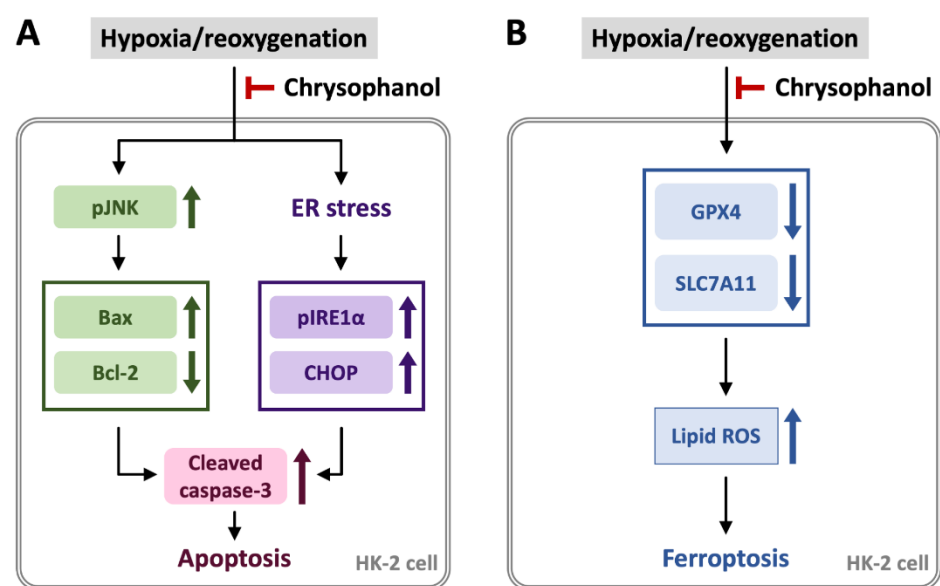 A
Hypoxia/reoxygenation
Chrysophanol
pJNK
ER stress
Bax
pIRE1α
Bcl-2
CHOP
Cleaved
caspase-3
Apoptosis
HK-2 cell
B
Hypoxia/reoxygenation
Chrysophanol
GPX4
SLC7A11
Lipid ROS
Ferroptosis
HK-2 cell